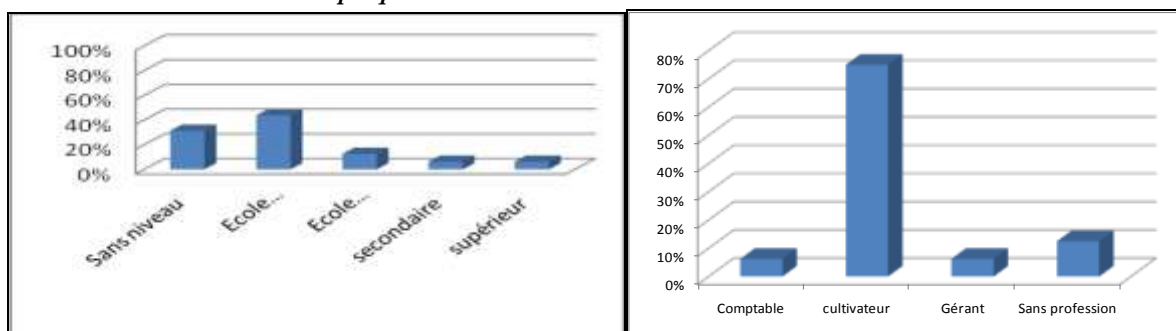 100%
80%
60%
40%
20%
0%
Sans niveau
Ecole...
Ecole...
secondaire
supérieur
80%
70%
60%
50%
40%
30%
20%
10%
0%
Comptable
cultivateur
Gérant
Sans profession